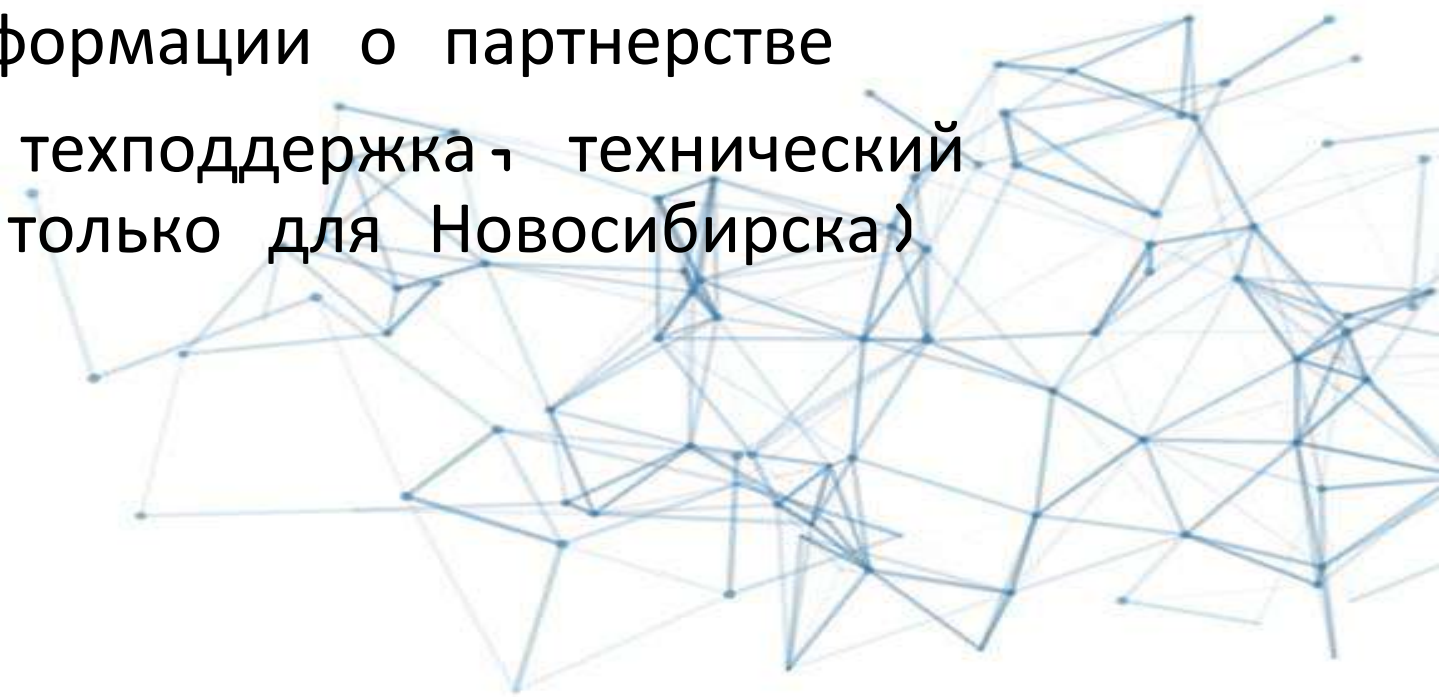 формации о партнерстве
техподдержка, технический
только для Новосибирска)